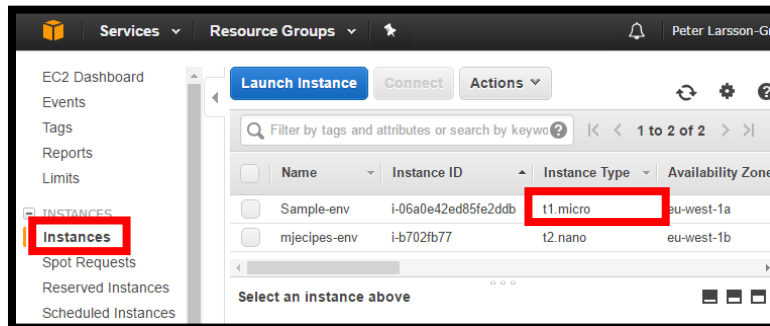 Services Resource Groups Peter Larsson-G
EC2 Dashboard
Events
Tags
Reports
Limits
INSTANCES
Instances
Spot Requests
Reserved Instances
Scheduled Instances
Launch Instance Connect Actions
Filter by tags and attributes or search by keywo ? 1 to 2 of 2
Name Instance ID Instance Type Availability Zone
Sample-env i-06a0e42ed85fe2ddb t1.micro eu-west-1a
mjecipes-env i-b702fb77 t2.nano eu-west-1b
Select an instance above